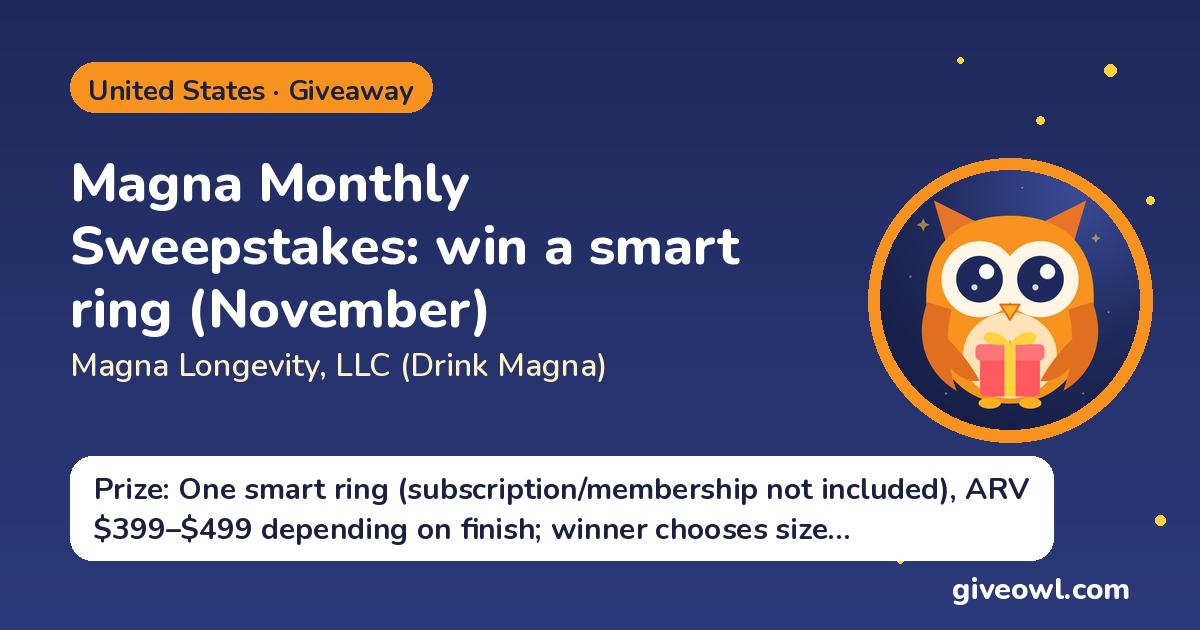 United States · Giveaway
Magna Monthly
Sweepstakes: win a smart
ring (November)
Magna Longevity, LLC (Drink Magna)
Prize: One smart ring (subscription/membership not included), ARV
$399–$499 depending on finish; winner chooses size...
giveowl.com